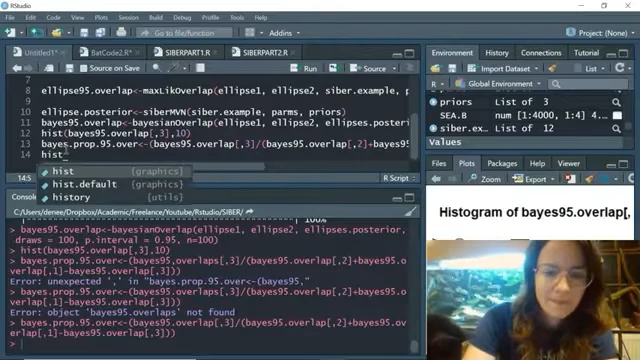 RStudio
File Edit Code View Plots Session Build Debug Profile Tools Help
Go to file/function Addins Project: (None)
Untitled1* BatCode2.R* SIBERPART1.R SIBERPART2.R
Source on Save Run Source
7
8 ellipse95.overlap<-maxLikOverlap(ellipse1, ellipse2, siber.example, p
9
10 ellipse.posterior<-siberMVN(siber.example, parms, priors)
11 bayes95.overlap<-bayesianOverlap(ellipse1, ellipse2, ellipses.posterior
12 hist(bayes95.overlap[,3],10)
13 bayes.prop.95.over<-(bayes95.overlap[,3]/(bayes95.overlap[,2]+bayes95
14 hist
hist {graphics}
hist.default {graphics}
history {utils}
14:5 R Script
Console
C:/Users/denee/Dropbox/Academic/Freelance/Youtube/Rstudio/SIBER/
100%
> bayes95.overlap<-bayesianOverlap(ellipse1, ellipse2, ellipses.posterior,
draws = 100, p.interval = 0.95, n=100)
> hist(bayes95.overlap[,3],10)
> bayes.prop.95.over<-(bayes95,overlaps[,3]/(bayes95.overlap[,2]+bayes95.o
verlap[,1]-bayes95.overlap[,3]))
Error: unexpected ',' in "bayes.prop.95.over<-(bayes95,"
> bayes.prop.95.over<-(bayes95.overlaps[,3]/(bayes95.overlap[,2]+bayes95.o
verlap[,1]-bayes95.overlap[,3]))
Error: object 'bayes95.overlaps' not found
> bayes.prop.95.over<-(bayes95.overlap[,3]/(bayes95.overlap[,2]+bayes95.ov
erlap[,1]-bayes95.overlap[,3]))
>
Environment History Connections Tutorial
Import Dataset
R Global Environment
priors List of 3
SEA.B num [1:4000, 1:4]
siber.ex… List of 12
Values
Files Plots Packages Help Viewer
Zoom Export
Histogram of bayes95.overlap[,